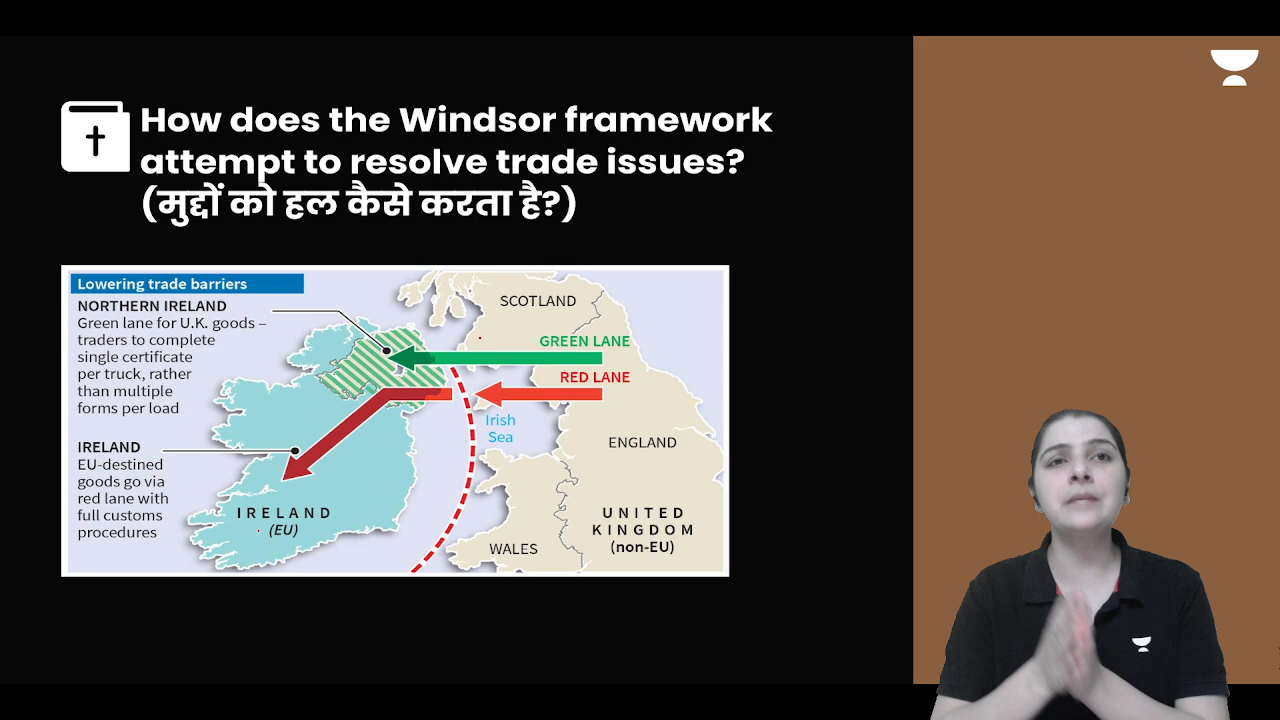 How does the Windsor framework
attempt to resolve trade issues?
(मुद्दों को हल कैसे करता है?)
Lowering trade barriers
NORTHERN IRELAND
Green lane for U.K. goods –
traders to complete
single certificate
per truck, rather
than multiple
forms per load
IRELAND
EU-destined
goods go via
red lane with
full customs
procedures
SCOTLAND
GREEN LANE
RED LANE
Irish
Sea
ENGLAND
IRELAND
(EU)
UNITED
KINGDOM
(non-EU)
WALES